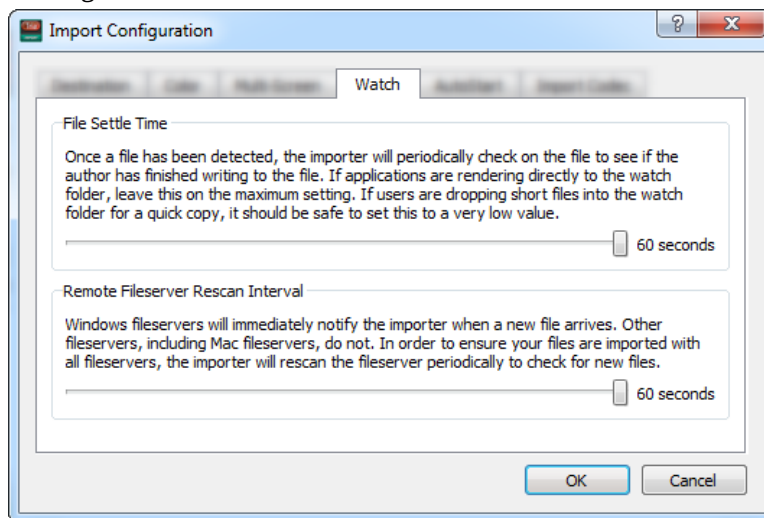 Import Configuration
Watch
File Settle Time
Once a file has been detected, the importer will periodically check on the file to see if the
author has finished writing to the file. If applications are rendering directly to the watch
folder, leave this on the maximum setting. If users are dropping short files into the watch
folder for a quick copy, it should be safe to set this to a very low value.
60 seconds
Remote Fileserver Rescan Interval
Windows fileservers will immediately notify the importer when a new file arrives. Other
fileservers, including Mac fileservers, do not. In order to ensure your files are imported with
all fileservers, the importer will rescan the fileserver periodically to check for new files.
60 seconds
OK Cancel